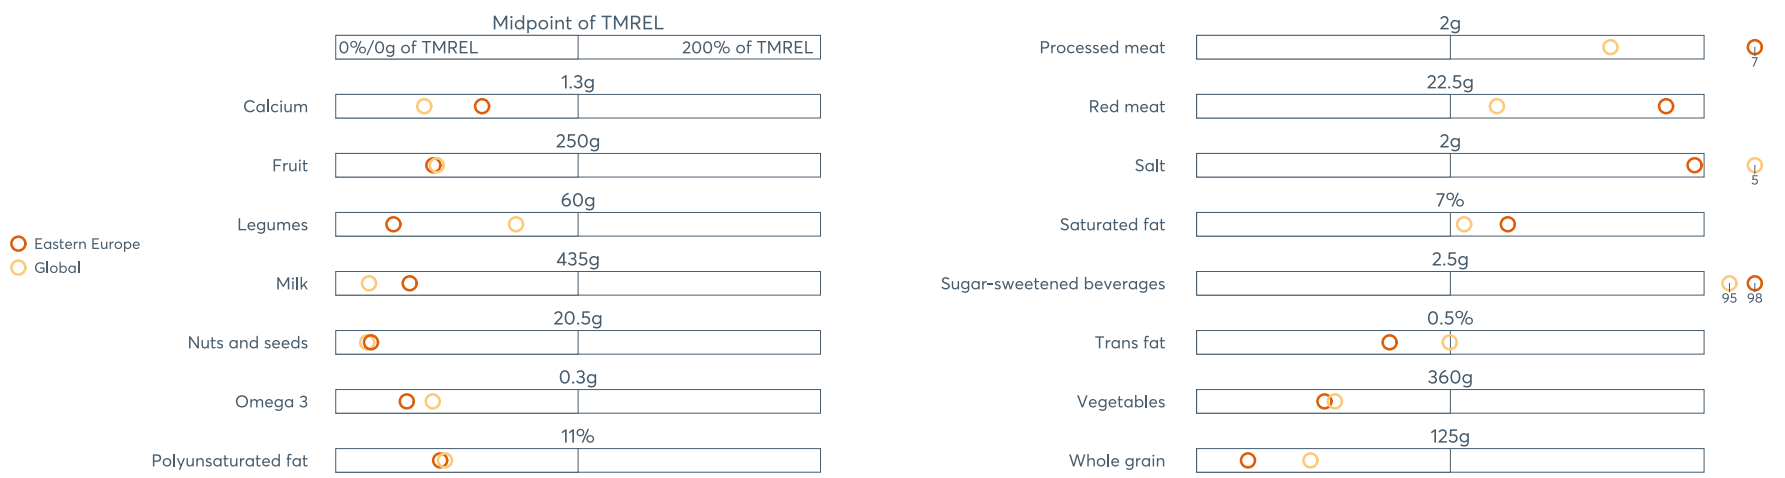 Midpoint of TMREL
0%/0g of TMREL 200% of TMREL
1.3g
Calcium
250g
Fruit
60g
Legumes
435g
Milk
20.5g
Nuts and seeds
0.3g
Omega 3
11%
Polyunsaturated fat
Eastern Europe
Global
2g
Processed meat
7
22.5g
Red meat
2g
Salt
5
7%
Saturated fat
2.5g
Sugar-sweetened beverages
95 98
0.5%
Trans fat
360g
Vegetables
125g
Whole grain